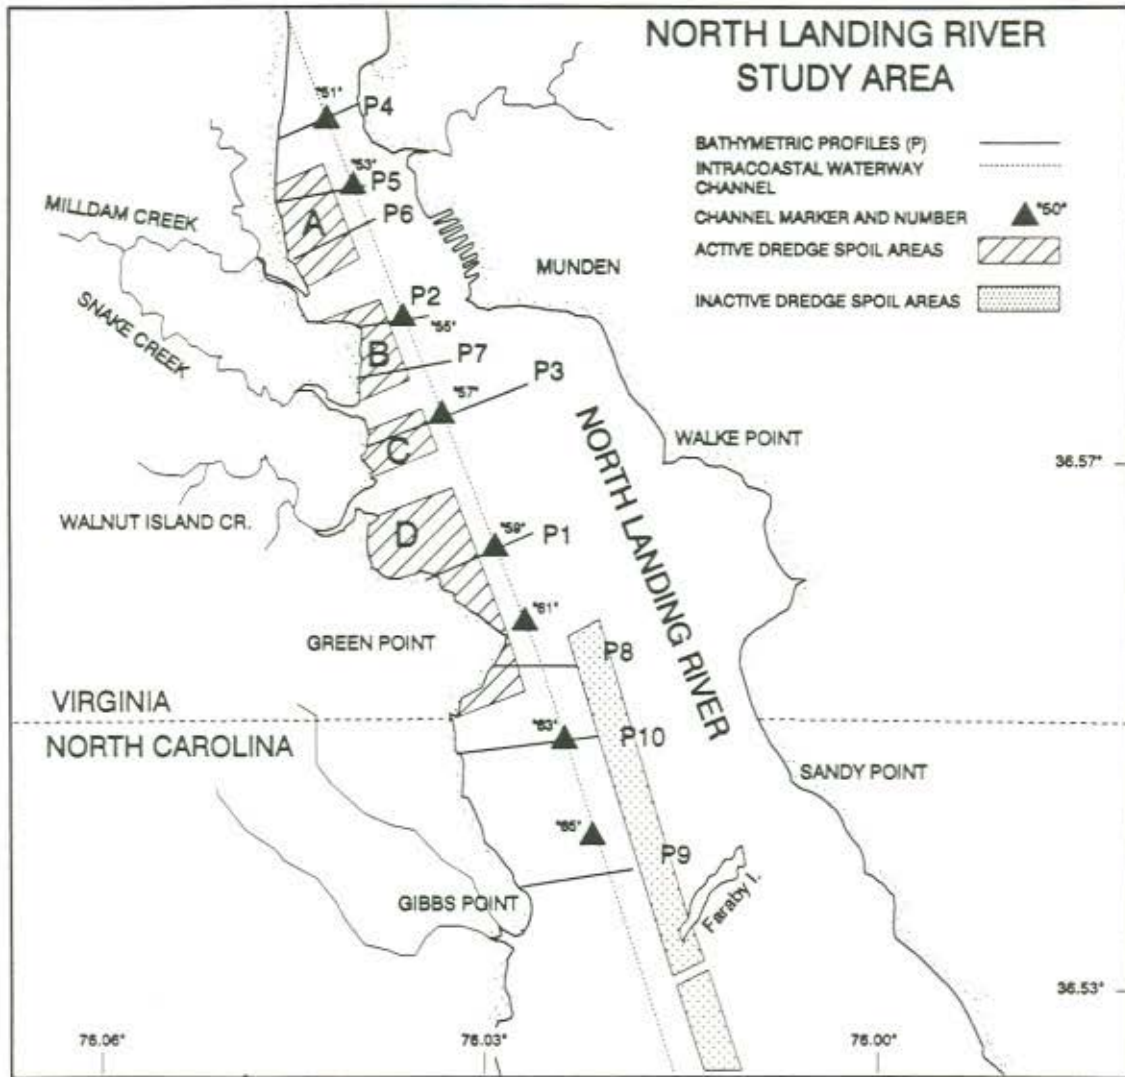 NORTH LANDING RIVER
STUDY AREA
BATHYMETRIC PROFILES (P)
INTRACOASTAL WATERWAY
CHANNEL
CHANNEL MARKER AND NUMBER
"50"
ACTIVE DREDGE SPOIL AREAS
INACTIVE DREDGE SPOIL AREAS
"51"
P4
"53"
P5
A
P6
MILLDAM CREEK
MUNDEN
P2
"55"
SNAKE CREEK
B
P7
P3
"57"
NORTH LANDING RIVER
WALKE POINT
C
36.57°
WALNUT ISLAND CR.
D
"59"
P1
"61"
GREEN POINT
P8
VIRGINIA
NORTH CAROLINA
"63"
P10
SANDY POINT
"65"
P9
GIBBS POINT
Faraby I.
36.53°
76.06°
76.03°
76.00°